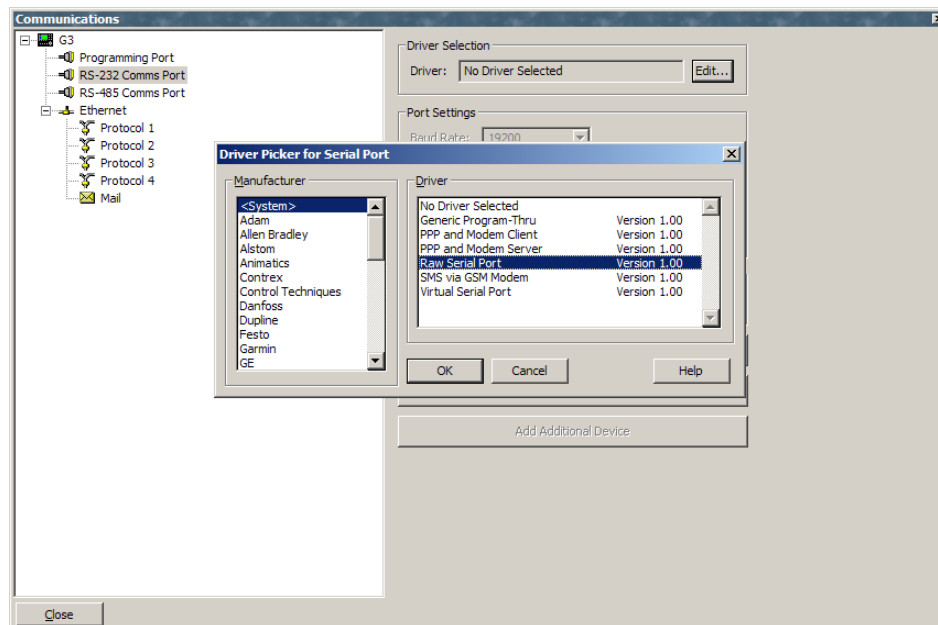 Communications
G3
Programming Port
RS-232 Comms Port
RS-485 Comms Port
Ethernet
Protocol 1
Protocol 2
Protocol 3
Protocol 4
Mail
Driver Selection
Driver: No Driver Selected Edit...
Port Settings
Baud Rate: 19200
Driver Picker for Serial Port
Manufacturer
<System>
Adam
Allen Bradley
Alstom
Animatics
Contrex
Control Techniques
Danfoss
Dupline
Festo
Garmin
GE
Driver
No Driver Selected
Generic Program-Thru Version 1.00
PPP and Modem Client Version 1.00
PPP and Modem Server Version 1.00
Raw Serial Port Version 1.00
SMS via GSM Modem Version 1.00
Virtual Serial Port Version 1.00
OK Cancel Help
Add Additional Device
Close